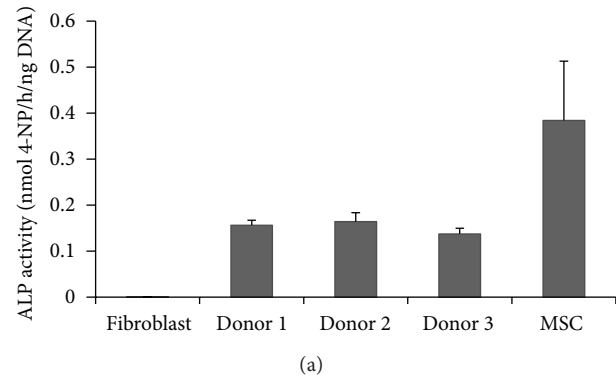 ALP activity (nmol 4-NP/h/ng DNA)
0.6
0.5
0.4
0.3
0.2
0.1
0
Fibroblast Donor 1 Donor 2 Donor 3 MSC
(a)